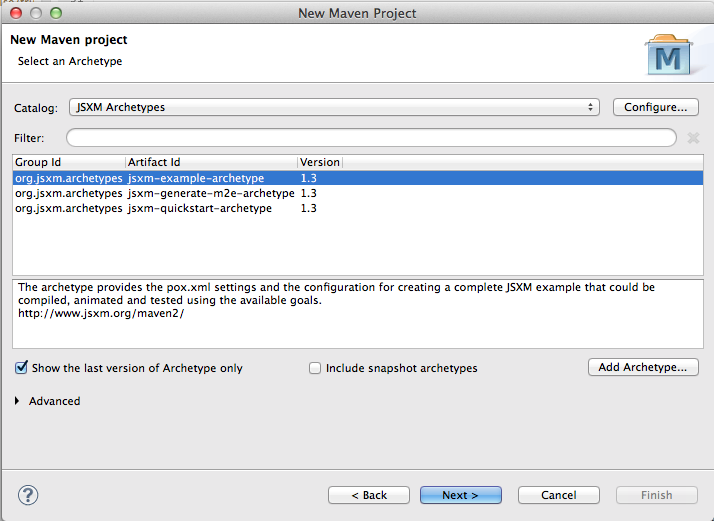 New Maven Project
New Maven project
Select an Archetype
M
Catalog: JSXM Archetypes Configure...
Filter:
Group Id Artifact Id Version
org.jsxm.archetypes jsxm-example-archetype 1.3
org.jsxm.archetypes jsxm-generate-m2e-archetype 1.3
org.jsxm.archetypes jsxm-quickstart-archetype 1.3
The archetype provides the pox.xml settings and the configuration for creating a complete JSXM example that could be
compiled, animated and tested using the available goals.
http://www.jsxm.org/maven2/
Show the last version of Archetype only Include snapshot archetypes Add Archetype...
Advanced
? < Back Next > Cancel Finish